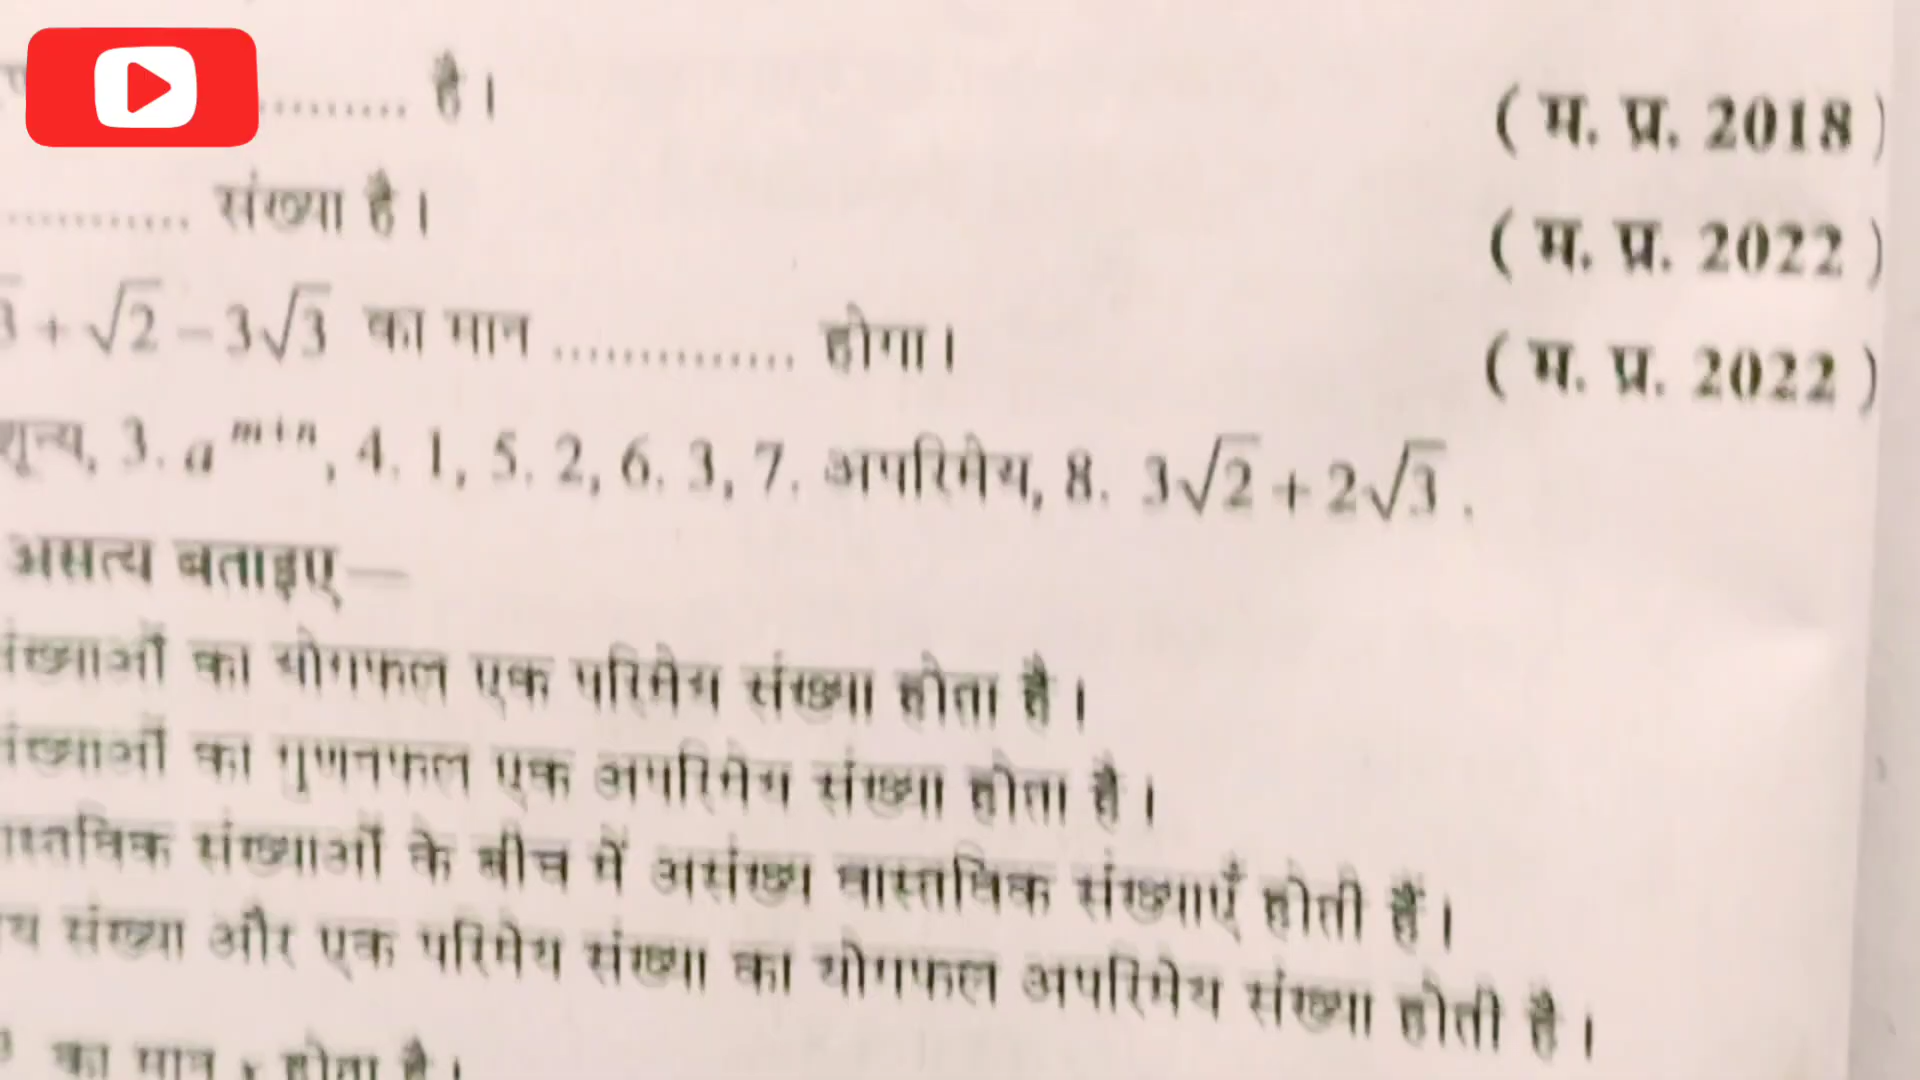 ............ है। ( म. प्र. 2018 )
............ संख्या है। ( म. प्र. 2022 )
+ √2 − 3√3 का मान .............. होगा। ( म. प्र. 2022 )
शून्य, 3. a^(m+n), 4. 1, 5. 2, 6. 3, 7. अपरिमेय, 8. 3√2 + 2√3 .
असत्य बताइए—
का योगफल एक परिमेय संख्या होता है।
का गुणनफल एक अपरिमेय संख्या होता है।
संख्याओं के बीच में असंख्य वास्तविक संख्याएँ होती हैं।
संख्या और एक परिमेय संख्या का योगफल अपरिमेय संख्या होती है।
का मान x होता है।